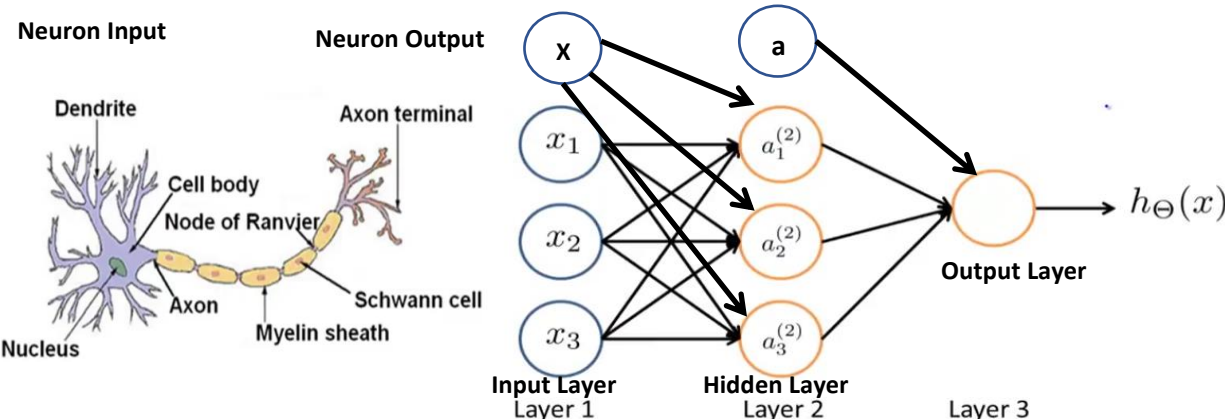 Neuron Input
Neuron Output
Dendrite
Axon terminal
Cell body
Node of Ranvier
Axon
Schwann cell
Myelin sheath
Nucleus
X
a
x₁
x₂
x₃
a₁⁽²⁾
a₂⁽²⁾
a₃⁽²⁾
h_Θ(x)
Input Layer
Hidden Layer
Output Layer
Layer 1
Layer 2
Layer 3